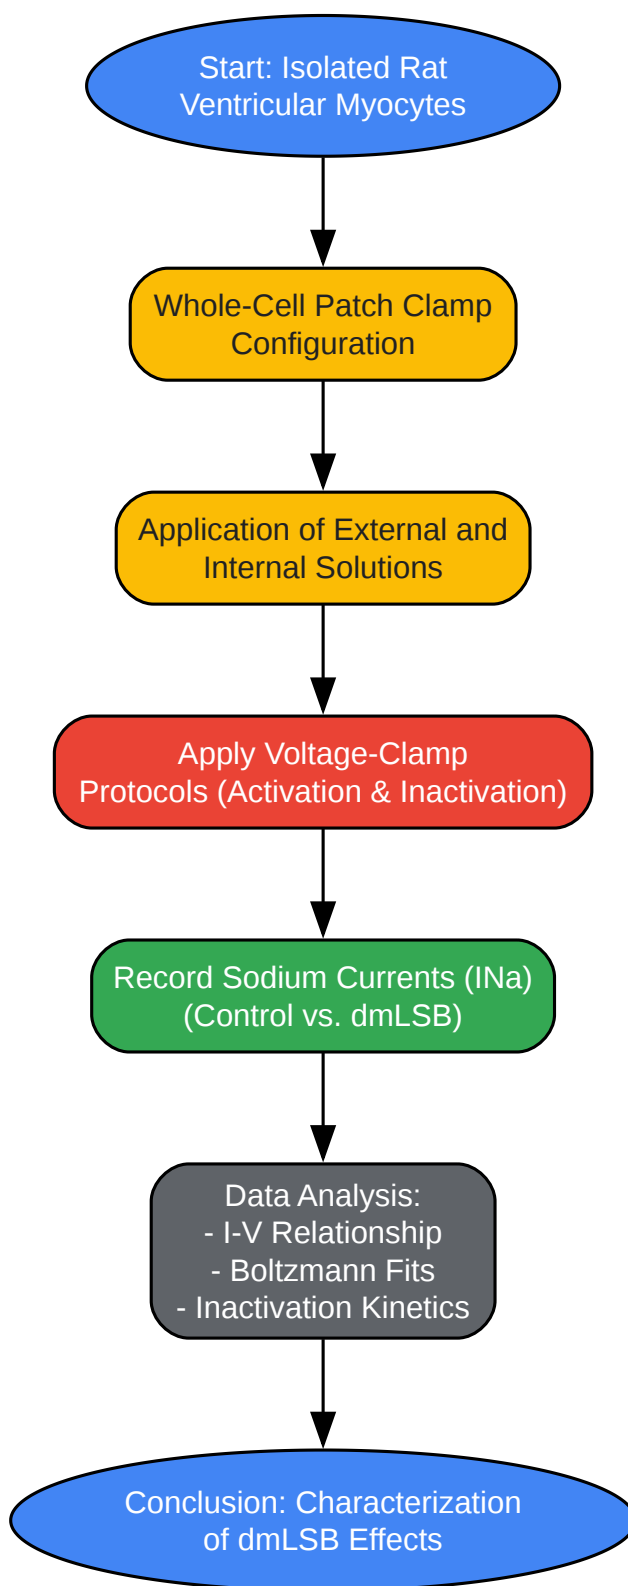 Start: Isolated Rat
Ventricular Myocytes
Whole-Cell Patch Clamp
Configuration
Application of External and
Internal Solutions
Apply Voltage-Clamp
Protocols (Activation & Inactivation)
Record Sodium Currents (INa)
(Control vs. dmLSB)
Data Analysis:
- I-V Relationship
- Boltzmann Fits
- Inactivation Kinetics
Conclusion: Characterization
of dmLSB Effects